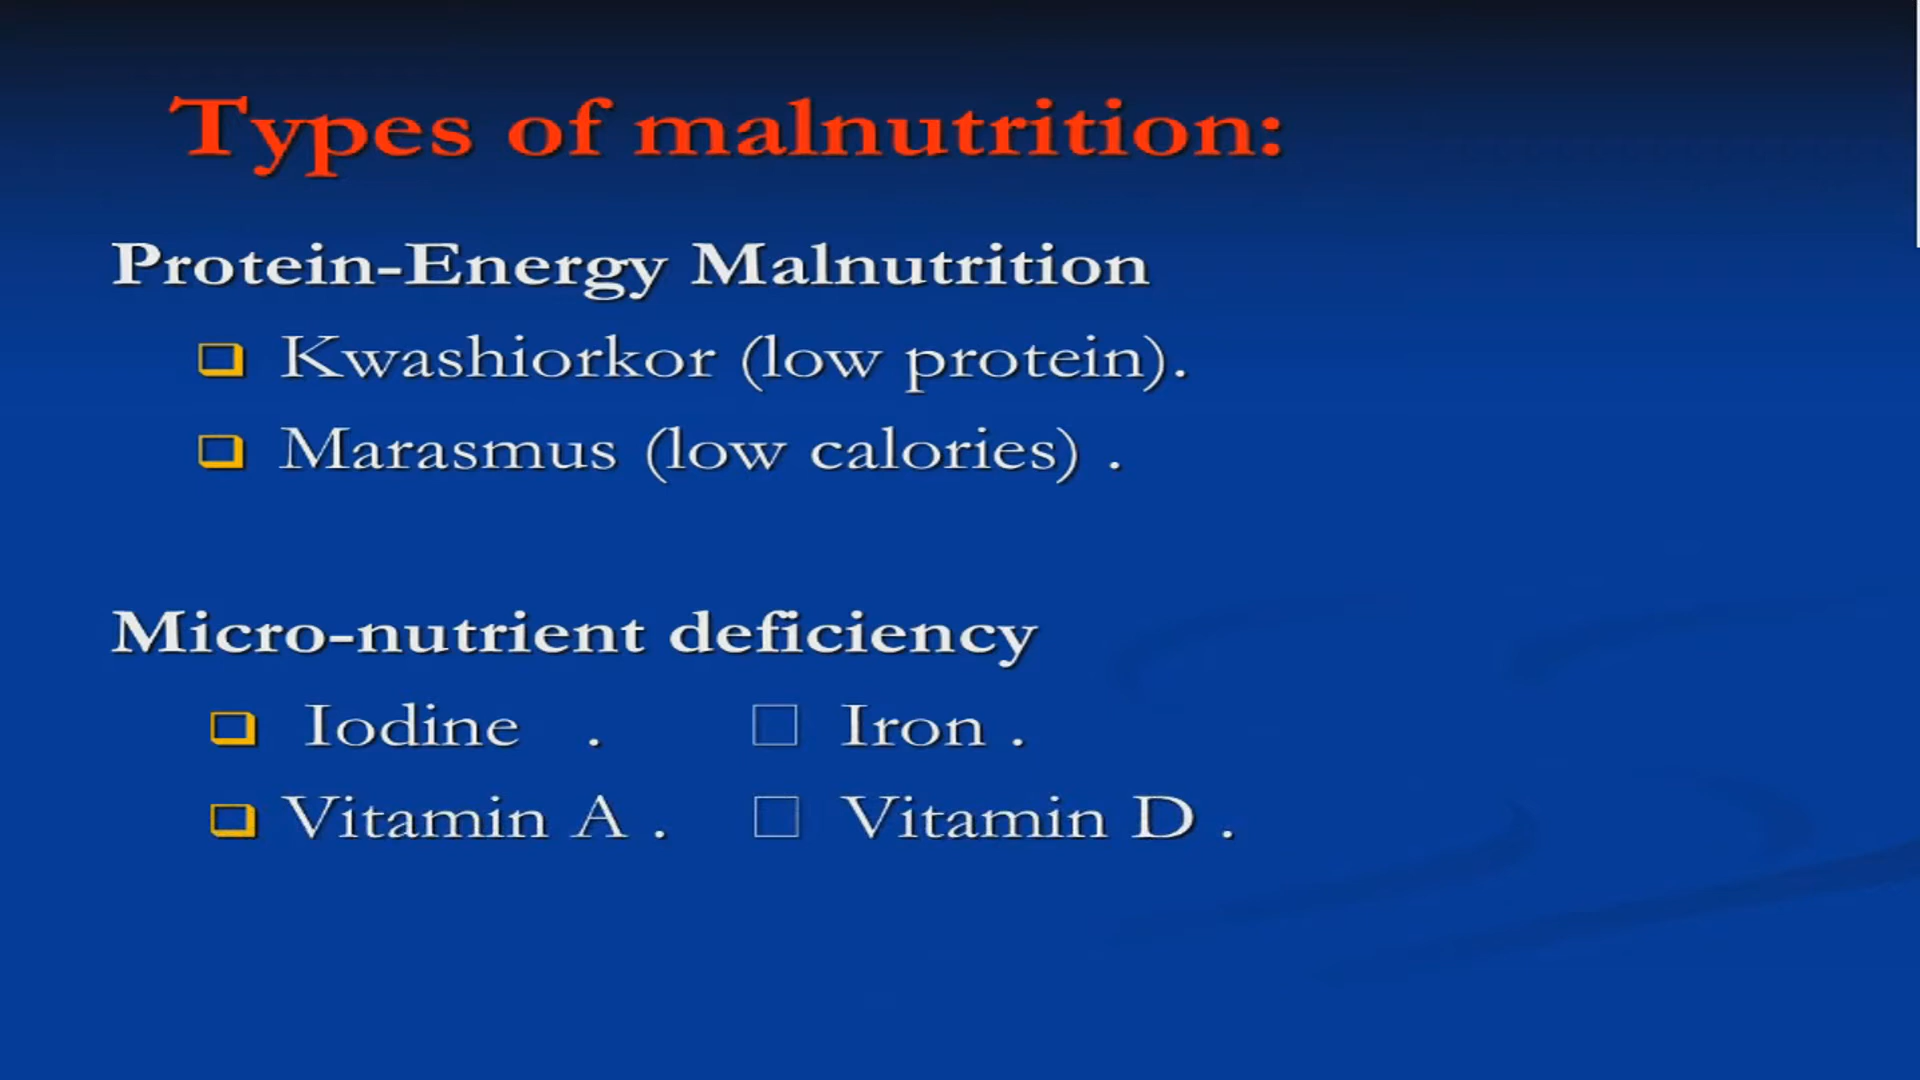 Types of malnutrition:
Protein-Energy Malnutrition
❑ Kwashiorkor (low protein).
❑ Marasmus (low calories) .
Micro-nutrient deficiency
❑ Iodine . □ Iron .
❑ Vitamin A . □ Vitamin D .